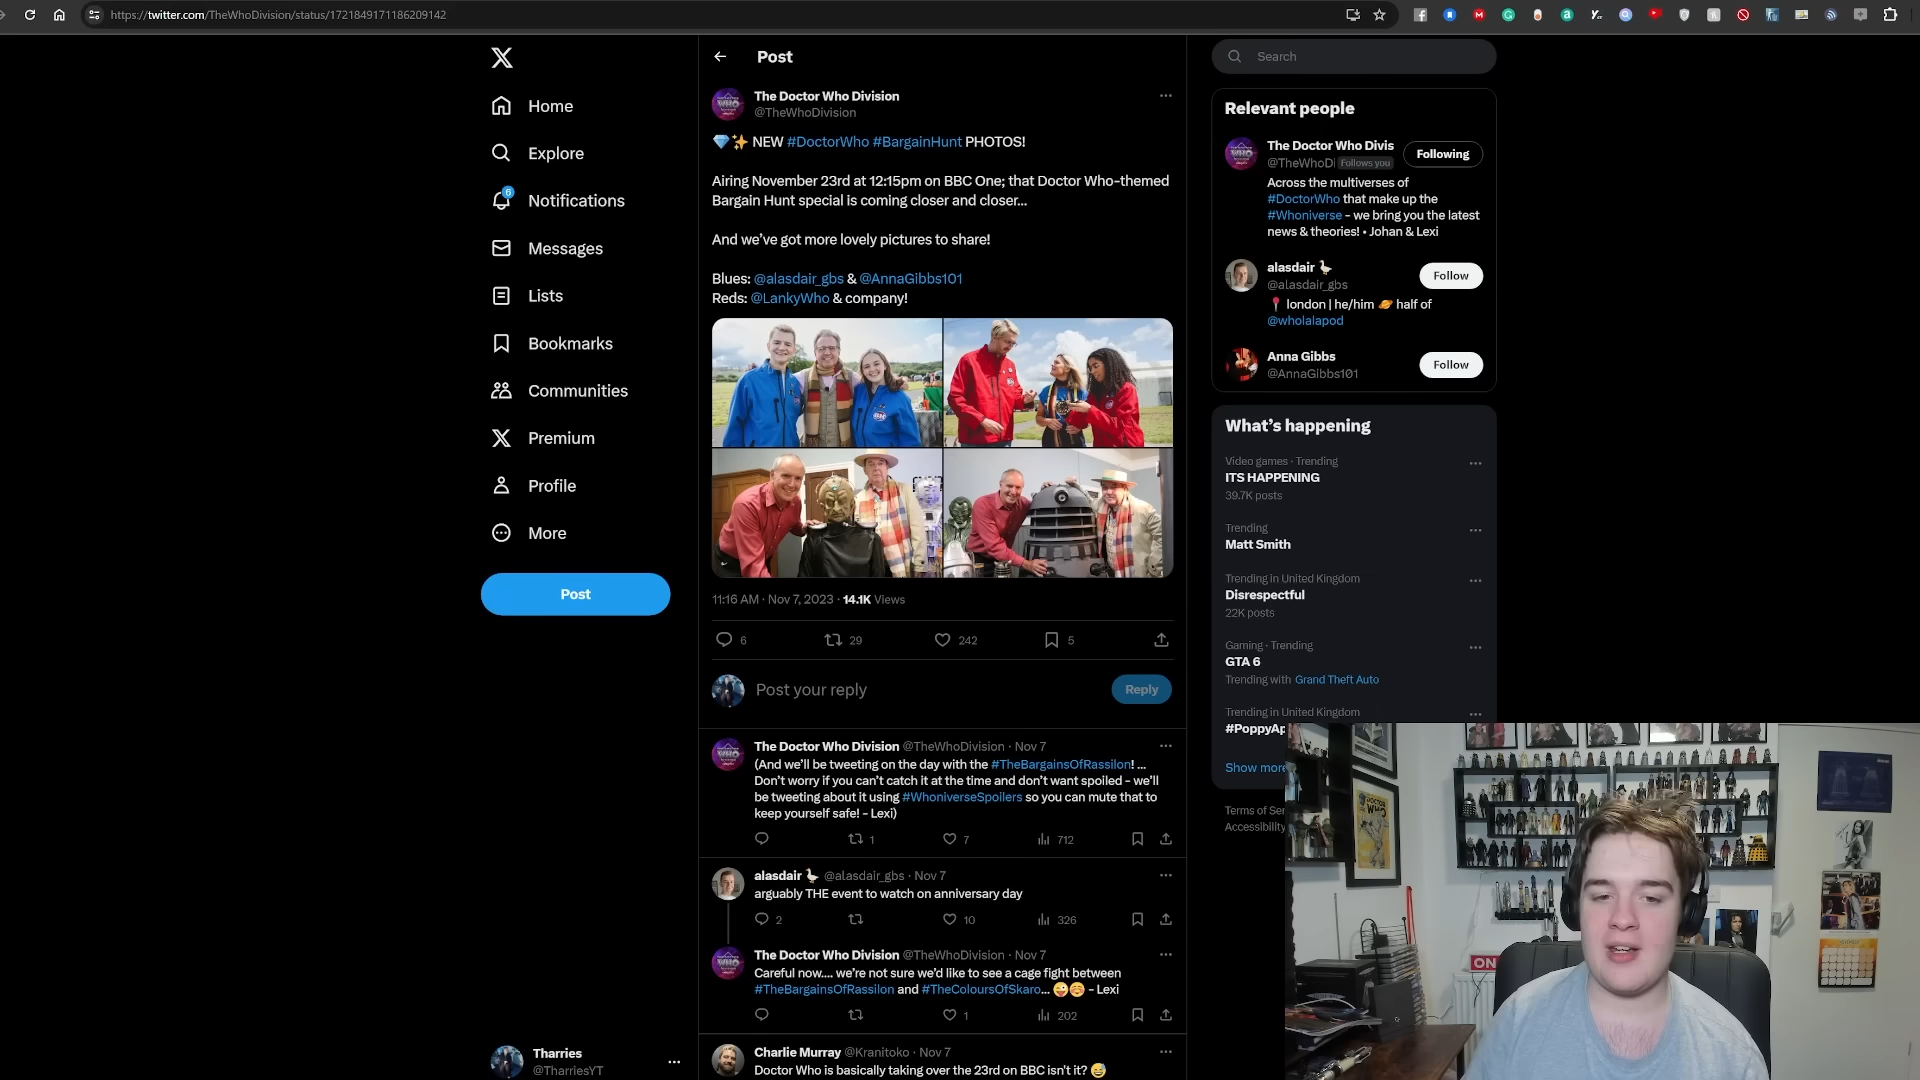 https://twitter.com/TheWhoDivision/status/1721849171186209142
Home
Explore
6
Notifications
Messages
Lists
Bookmarks
Communities
Premium
Profile
More
Post
Tharries
@TharriesYT
Post
The Doctor Who Division
@TheWhoDivision
💎✨ NEW #DoctorWho #BargainHunt PHOTOS!
Airing November 23rd at 12:15pm on BBC One; that Doctor Who-themed
Bargain Hunt special is coming closer and closer...
And we’ve got more lovely pictures to share!
Blues: @alasdair_gbs & @AnnaGibbs101
Reds: @LankyWho & company!
11:16 AM · Nov 7, 2023 · 14.1K Views
6 29 242 5
Post your reply
Reply
The Doctor Who Division @TheWhoDivision · Nov 7
(And we’ll be tweeting on the day with the #TheBargainsOfRassilon! ...
Don’t worry if you can’t catch it at the time and don’t want spoiled - we’ll
be tweeting about it using #WhoniverseSpoilers so you can mute that to
keep yourself safe! - Lexi)
1 7 712
alasdair 🪿 @alasdair_gbs · Nov 7
arguably THE event to watch on anniversary day
2 10 326
The Doctor Who Division @TheWhoDivision · Nov 7
Careful now.... we’re not sure we’d like to see a cage fight between
#TheBargainsOfRassilon and #TheColoursOfSkaro... 😜☺️ - Lexi
1 202
Charlie Murray @Kranitoko · Nov 7
Doctor Who is basically taking over the 23rd on BBC isn't it? 😅
Search
Relevant people
The Doctor Who Divis
@TheWhoDi Follows you
Following
Across the multiverses of
#DoctorWho that make up the
#Whoniverse - we bring you the latest
news & theories! • Johan & Lexi
alasdair 🪿
@alasdair_gbs
Follow
📍 london | he/him 🪐 half of
@wholalapod
Anna Gibbs
@AnnaGibbs101
Follow
What’s happening
Video games · Trending
ITS HAPPENING
39.7K posts
Trending
Matt Smith
Trending in United Kingdom
Disrespectful
22K posts
Gaming · Trending
GTA 6
Trending with Grand Theft Auto
Trending in United Kingdom
#PoppyAp
Show more
Terms of Ser
Accessibility
DOCTOR WHO
ON